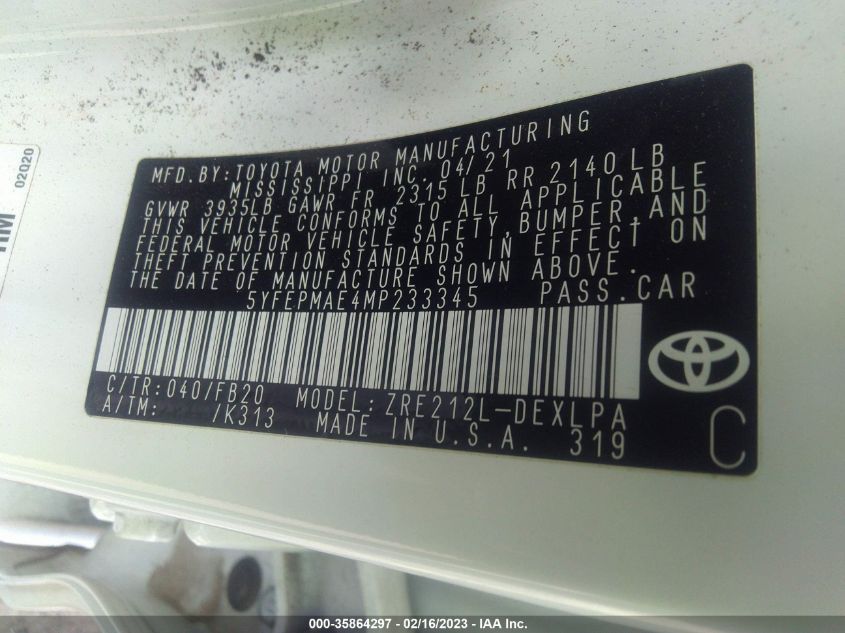 MFD.BY:TOYOTA MOTOR MANUFACTURING
MISSISSIPPI INC. 04/21
GVWR 3935LB GAWR FR 2315 LB RR 2140 LB
THIS VEHICLE CONFORMS TO ALL APPLICABLE
FEDERAL MOTOR VEHICLE SAFETY,BUMPER,AND
THEFT PREVENTION STANDARDS IN EFFECT ON
THE DATE OF MANUFACTURE SHOWN ABOVE.
5YFEPMAE4MP233345 PASS.CAR
C/TR:040/FB20 MODEL:ZRE212L-DEXLPA
A/TM: /K313 MADE IN U.S.A. 319
C
02Q20
000-35864297 - 02/16/2023 - IAA Inc.